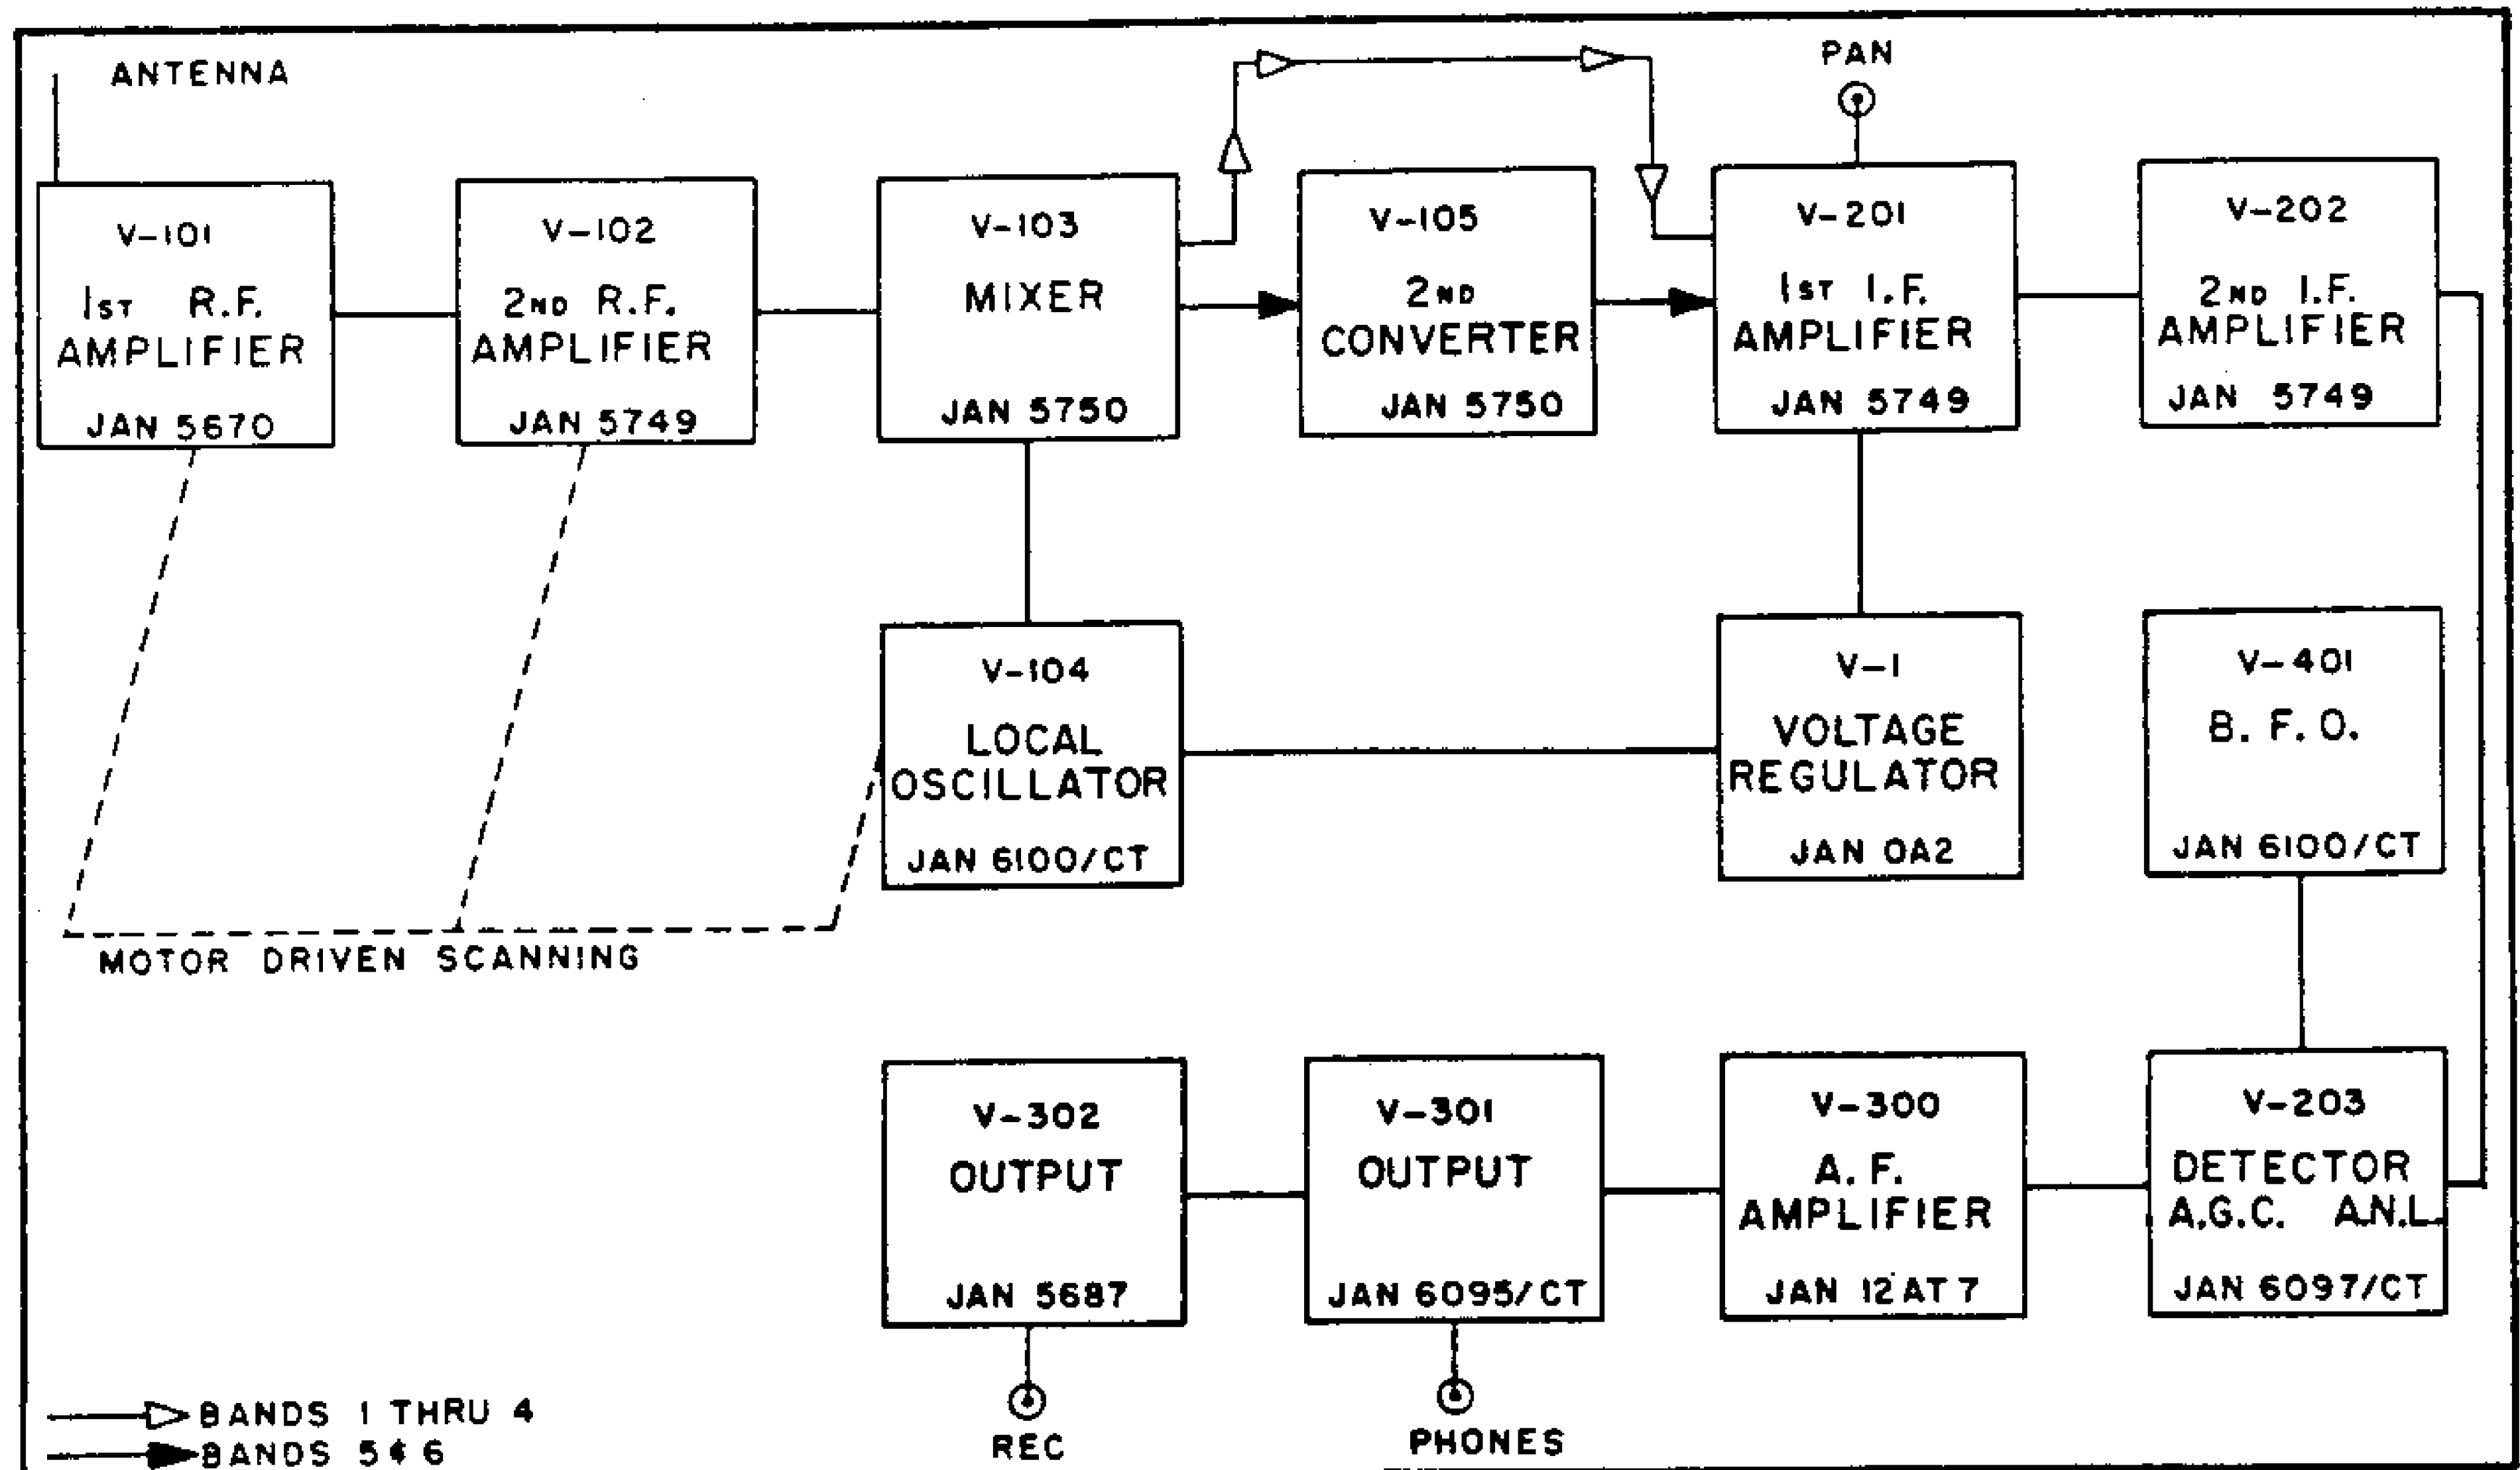 ANTENNA
PAN
V-101
1ST R.F.
AMPLIFIER
JAN 5670
V-102
2ND R.F.
AMPLIFIER
JAN 5749
V-103
MIXER
JAN 5750
V-105
2ND
CONVERTER
JAN 5750
V-201
1ST I.F.
AMPLIFIER
JAN 5749
V-202
2ND I.F.
AMPLIFIER
JAN 5749
V-104
LOCAL
OSCILLATOR
JAN 6100/CT
V-1
VOLTAGE
REGULATOR
JAN 0A2
V-401
B. F. O.
JAN 6100/CT
MOTOR DRIVEN SCANNING
V-302
OUTPUT
JAN 5687
V-301
OUTPUT
JAN 6095/CT
V-300
A. F.
AMPLIFIER
JAN 12AT7
V-203
DETECTOR
A.G.C. A.N.L.
JAN 6097/CT
REC
PHONES
BANDS 1 THRU 4
BANDS 5 & 6